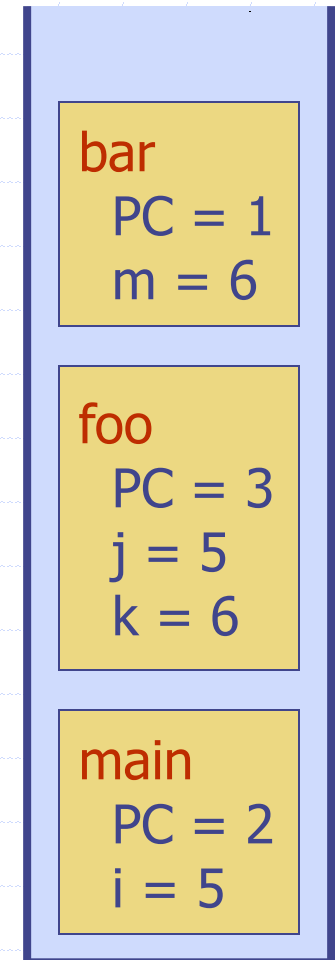 bar
PC = 1
m = 6
foo
PC = 3
j = 5
k = 6
main
PC = 2
i = 5